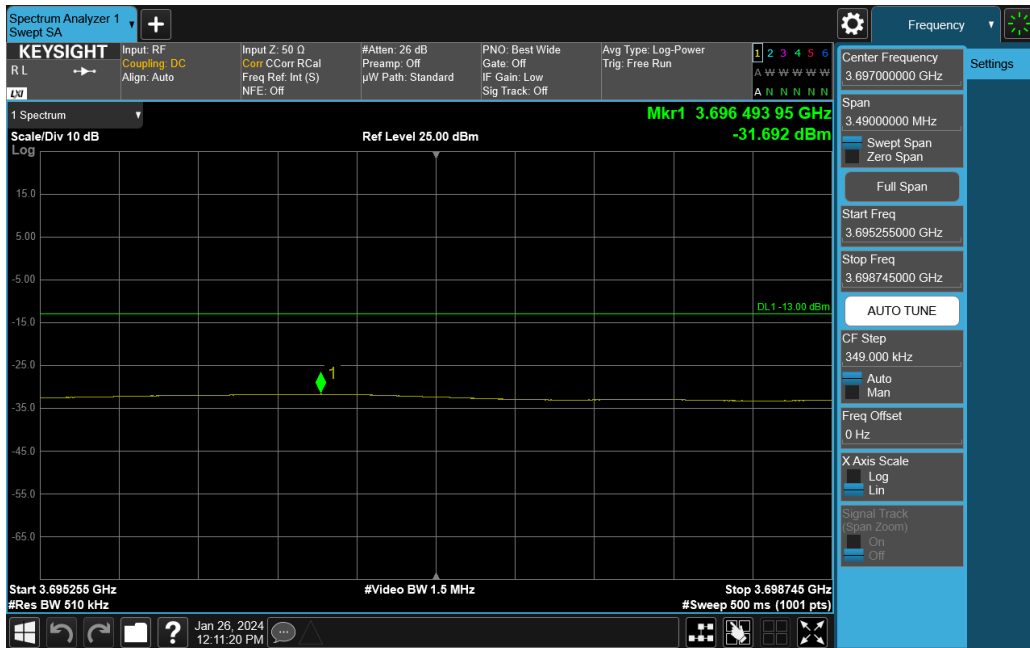 Spectrum Analyzer 1
Swept SA
Frequency
KEYSIGHT
R L
LXI
Input: RF
Coupling: DC
Align: Auto
Input Z: 50 Ω
Corr CCorr RCal
Freq Ref: Int (S)
NFE: Off
#Atten: 26 dB
Preamp: Off
µW Path: Standard
PNO: Best Wide
Gate: Off
IF Gain: Low
Sig Track: Off
Avg Type: Log-Power
Trig: Free Run
1 2 3 4 5 6
A W W W W W
A N N N N N
1 Spectrum
Mkr1 3.696 493 95 GHz
-31.692 dBm
Scale/Div 10 dB
Ref Level 25.00 dBm
Log
15.0
5.00
-5.00
DL1 -13.00 dBm
-15.0
-25.0
1
-35.0
-45.0
-55.0
-65.0
Start 3.695255 GHz
#Video BW 1.5 MHz
Stop 3.698745 GHz
#Res BW 510 kHz
#Sweep 500 ms (1001 pts)
Jan 26, 2024
12:11:20 PM
Center Frequency
3.697000000 GHz
Settings
Span
3.49000000 MHz
Swept Span
Zero Span
Full Span
Start Freq
3.695255000 GHz
Stop Freq
3.698745000 GHz
AUTO TUNE
CF Step
349.000 kHz
Auto
Man
Freq Offset
0 Hz
X Axis Scale
Log
Lin
Signal Track
(Span Zoom)
On
Off